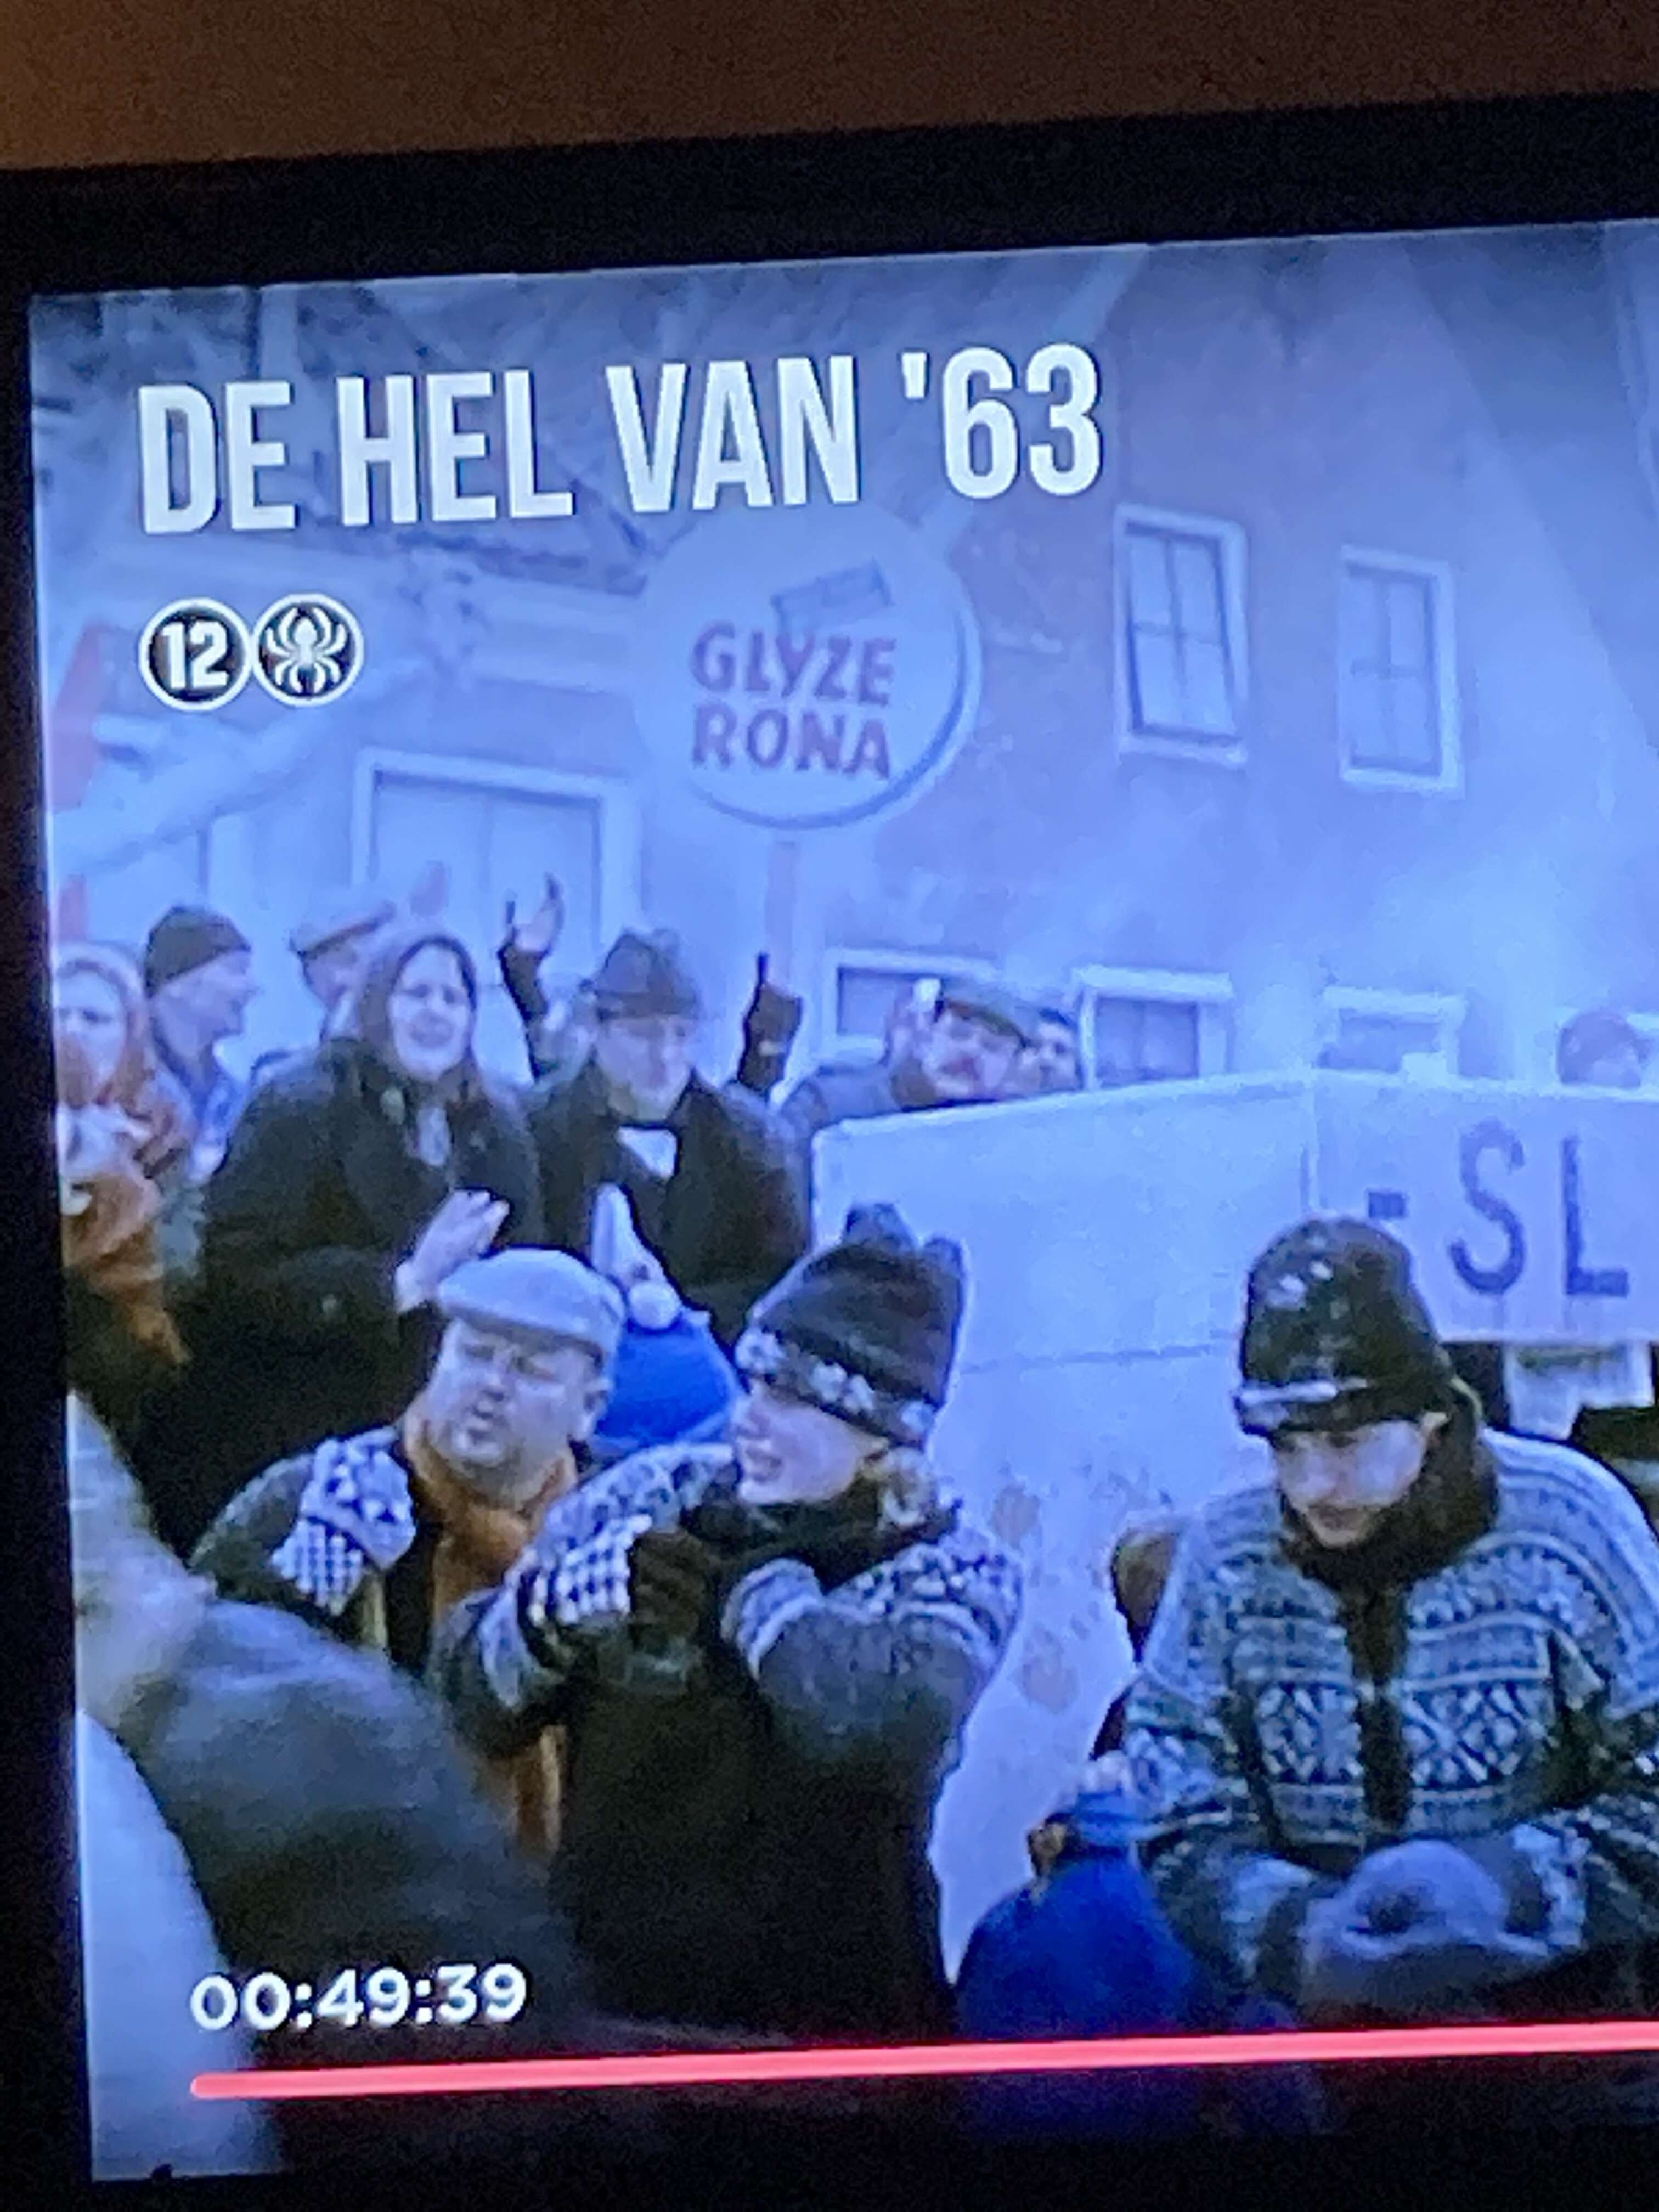 DE HEL VAN '63
12
GLYZE
RONA
- SL
00:49:39